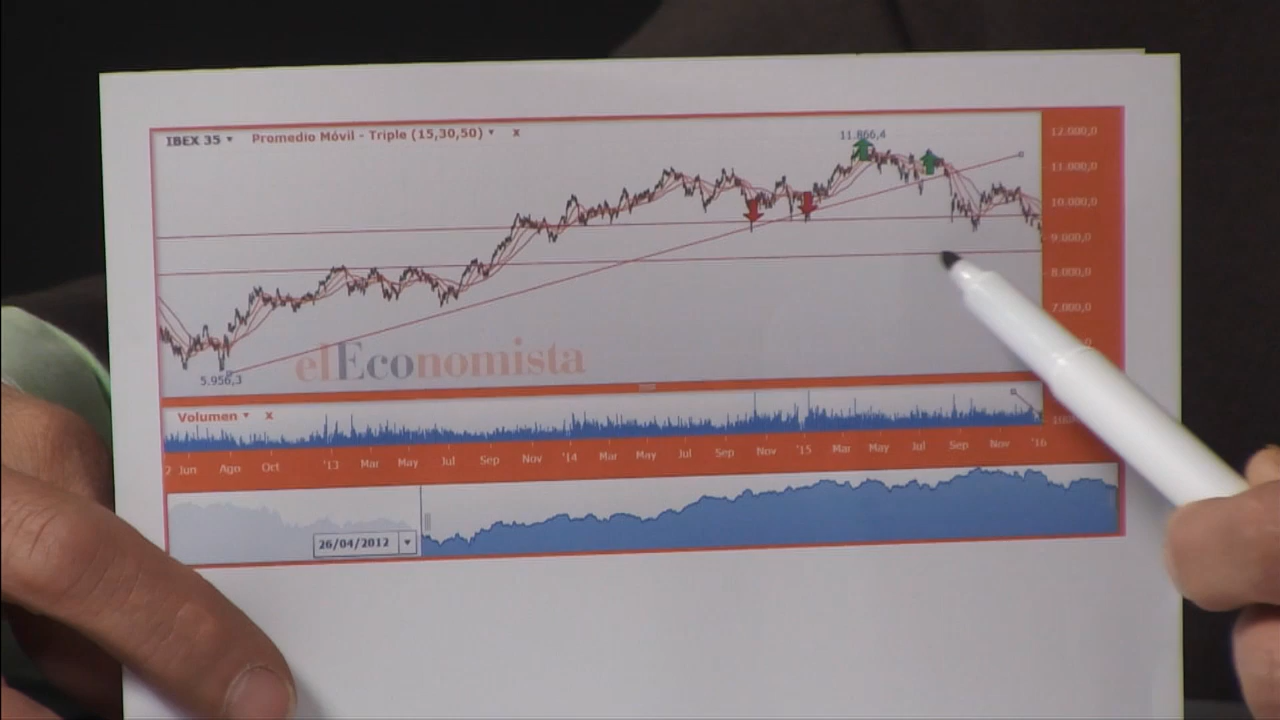 IBEX 35 Promedio Móvil - Triple (15,30,50) x
11.866,4
12.000,0
11.000,0
10.000,0
9.000,0
8.000,0
7.000,0
5.956,3
elEconomista
Volumen x
2 Jun Ago Oct '13 Mar May Jul Sep Nov '14 Mar May Jul Sep Nov '15 Mar May Jul Sep Nov '16
26/04/2012